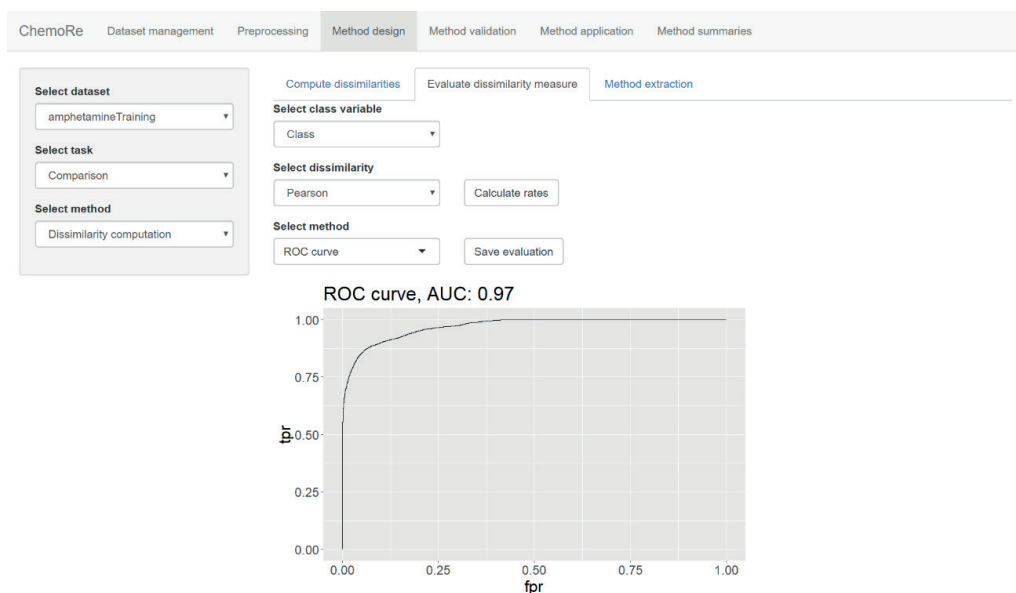 ChemoRe Dataset management Preprocessing Method design Method validation Method application Method summaries
Select dataset
amphetamineTraining
Select task
Comparison
Select method
Dissimilarity computation
Compute dissimilarities Evaluate dissimilarity measure Method extraction
Select class variable
Class
Select dissimilarity
Pearson Calculate rates
Select method
ROC curve Save evaluation
ROC curve, AUC: 0.97
1.00
0.75
0.50
0.25
0.00
tpr
0.00 0.25 0.50 0.75 1.00
fpr